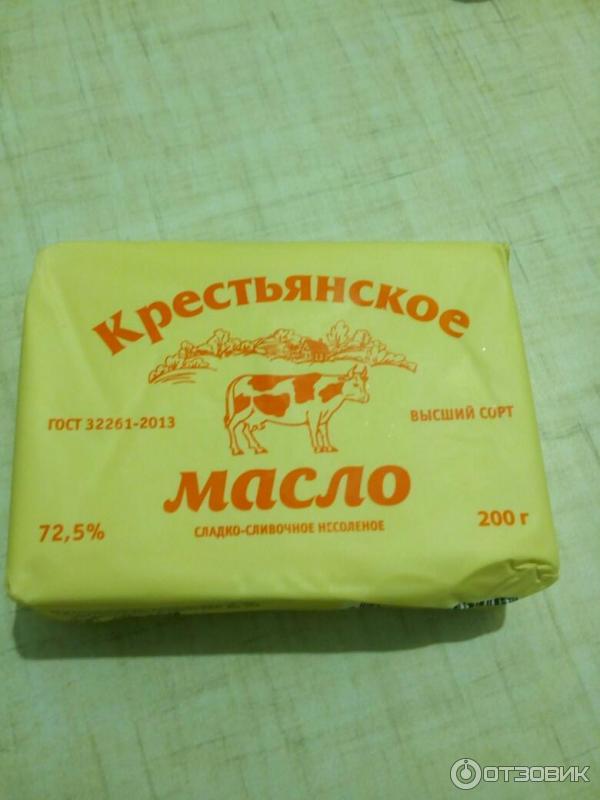 Крестьянское
ГОСТ 32261-2013
ВЫСШИЙ СОРТ
масло
СЛАДКО-СЛИВОЧНОЕ НЕСОЛЕНОЕ
72,5%
200 г
ОТЗОВИК